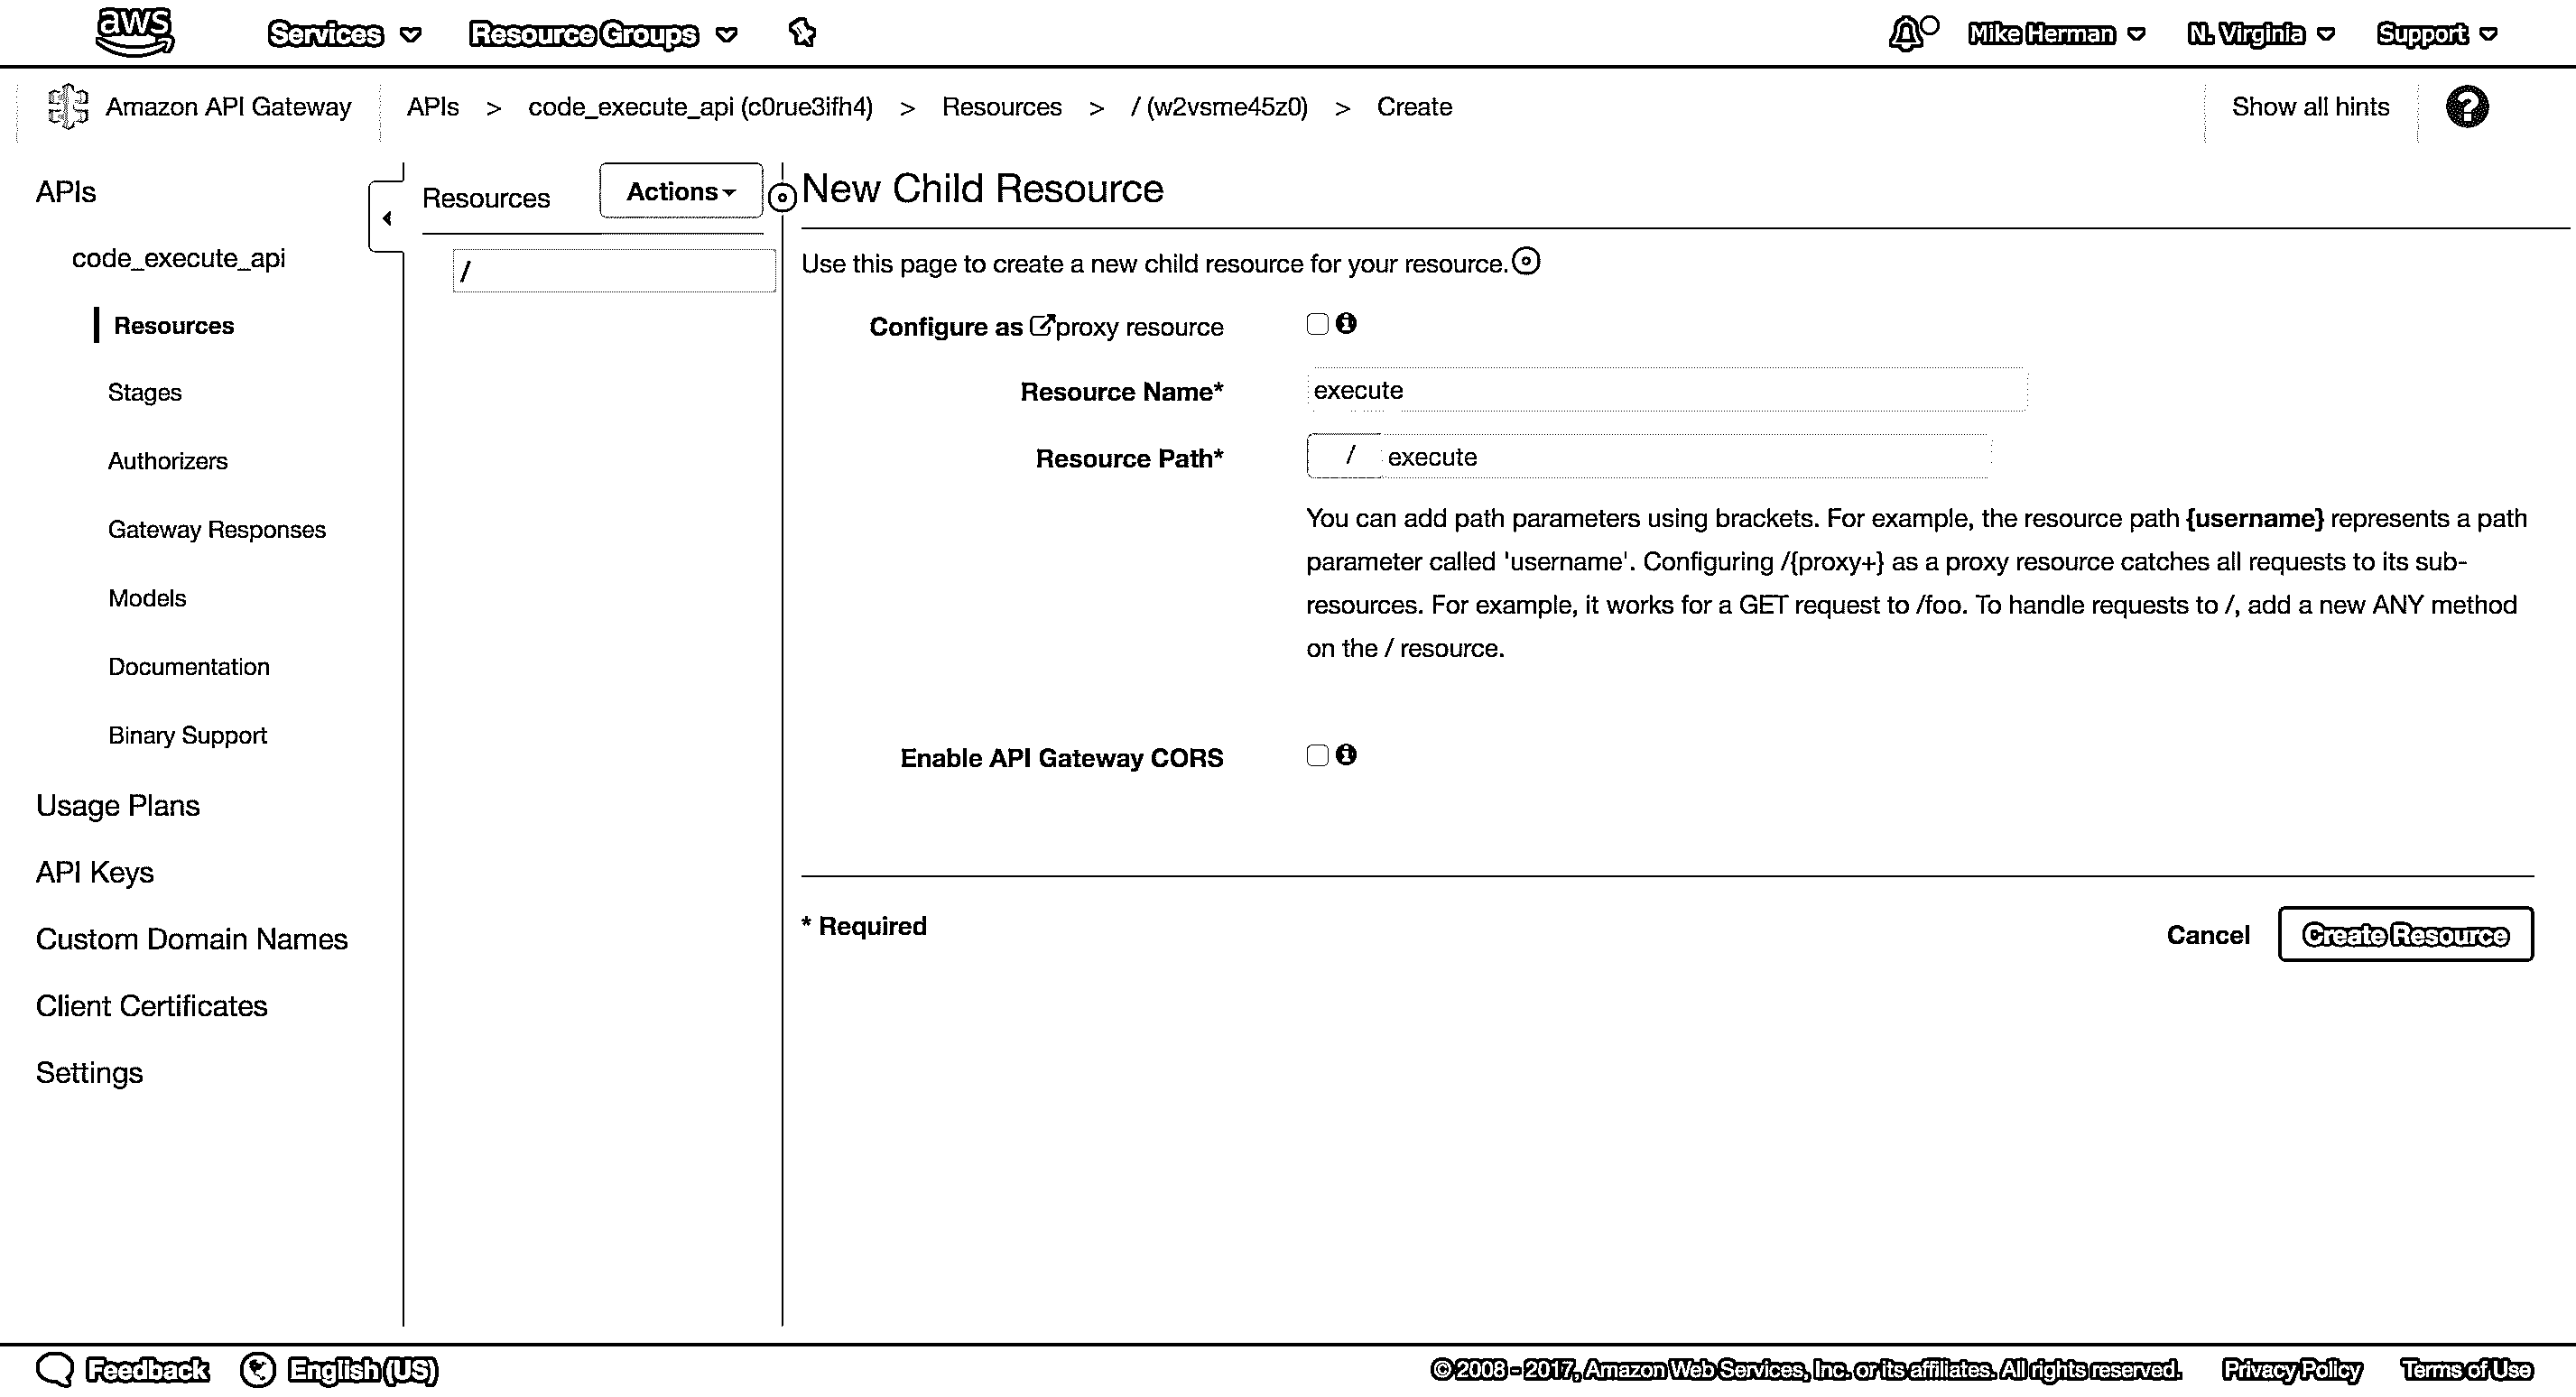 aws Services Resource Groups Mike Herman N. Virginia Support
Amazon API Gateway APIs > code_execute_api (c0rue3ifh4) > Resources > / (w2vsme45z0) > Create Show all hints ?
APIs
code_execute_api
Resources
Stages
Authorizers
Gateway Responses
Models
Documentation
Binary Support
Usage Plans
API Keys
Custom Domain Names
Client Certificates
Settings
Resources Actions
/
New Child Resource
Use this page to create a new child resource for your resource.
Configure as proxy resource
Resource Name* execute
Resource Path* / execute
You can add path parameters using brackets. For example, the resource path {username} represents a path
parameter called 'username'. Configuring /{proxy+} as a proxy resource catches all requests to its sub-
resources. For example, it works for a GET request to /foo. To handle requests to /, add a new ANY method
on the / resource.
Enable API Gateway CORS
* Required
Cancel Create Resource
Feedback English (US) © 2008 - 2017, Amazon Web Services, Inc. or its affiliates. All rights reserved. Privacy Policy Terms of Use